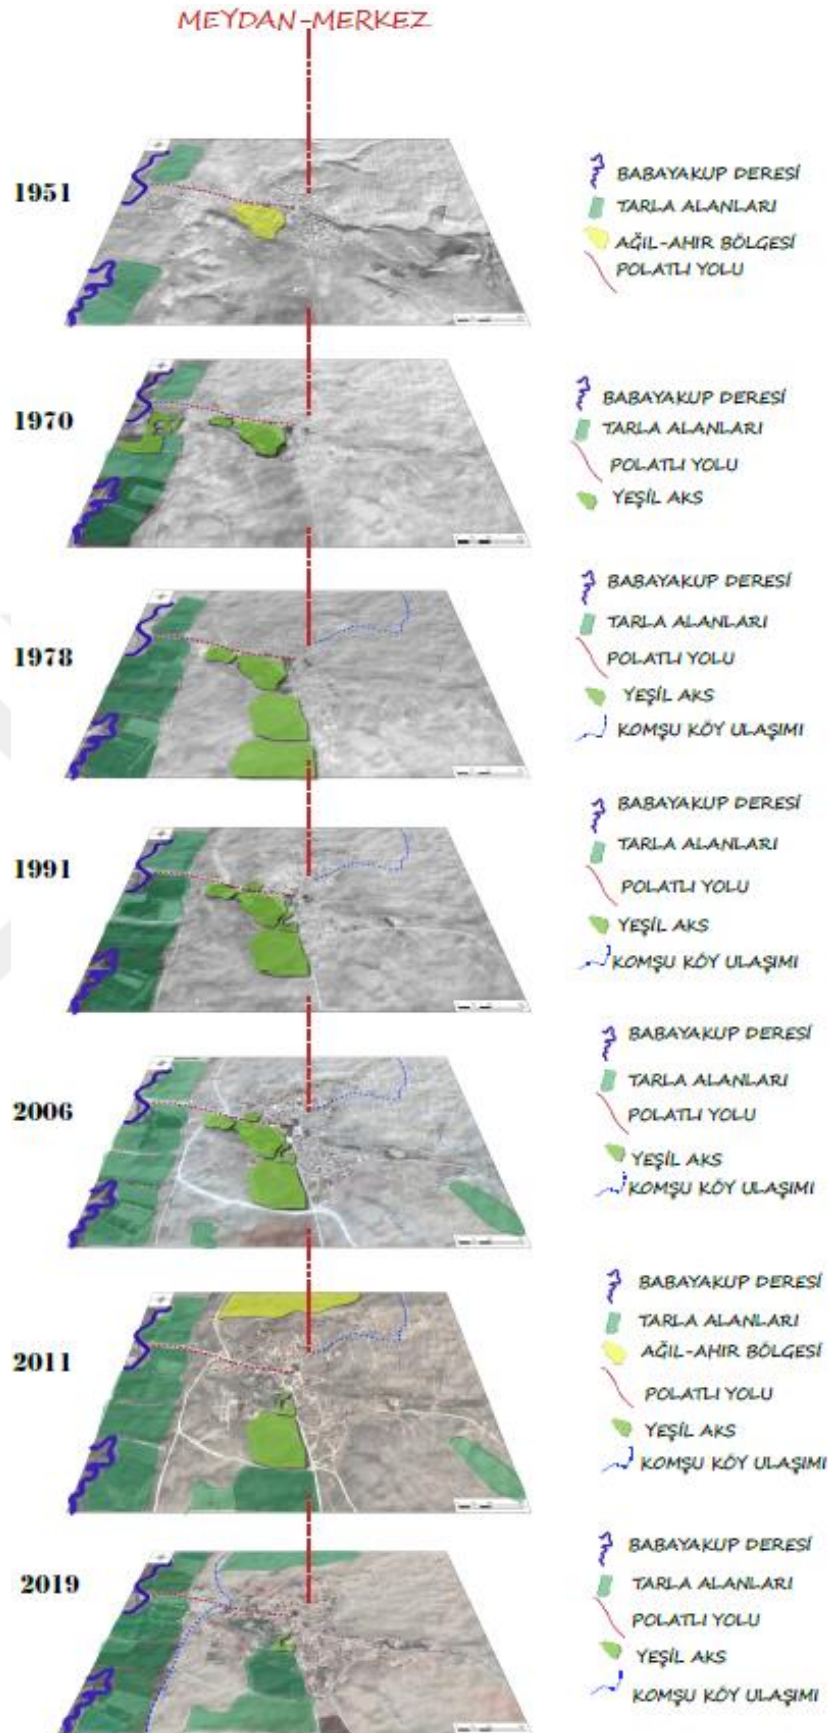 MEYDAN-MERKEZ
1951
BABAYAKUP DERESİ
TARLA ALANLARI
AĞIL-AHIR BÖLGESİ
POLATLI YOLU
1970
BABAYAKUP DERESİ
TARLA ALANLARI
POLATLI YOLU
YEŞİL AKS
1978
BABAYAKUP DERESİ
TARLA ALANLARI
POLATLI YOLU
YEŞİL AKS
KOMŞU KÖY ULAŞIMI
1991
BABAYAKUP DERESİ
TARLA ALANLARI
POLATLI YOLU
YEŞİL AKS
KOMŞU KÖY ULAŞIMI
2006
BABAYAKUP DERESİ
TARLA ALANLARI
POLATLI YOLU
YEŞİL AKS
KOMŞU KÖY ULAŞIMI
2011
BABAYAKUP DERESİ
TARLA ALANLARI
AĞIL-AHIR BÖLGESİ
POLATLI YOLU
YEŞİL AKS
KOMŞU KÖY ULAŞIMI
2019
BABAYAKUP DERESİ
TARLA ALANLARI
POLATLI YOLU
YEŞİL AKS
KOMŞU KÖY ULAŞIMI